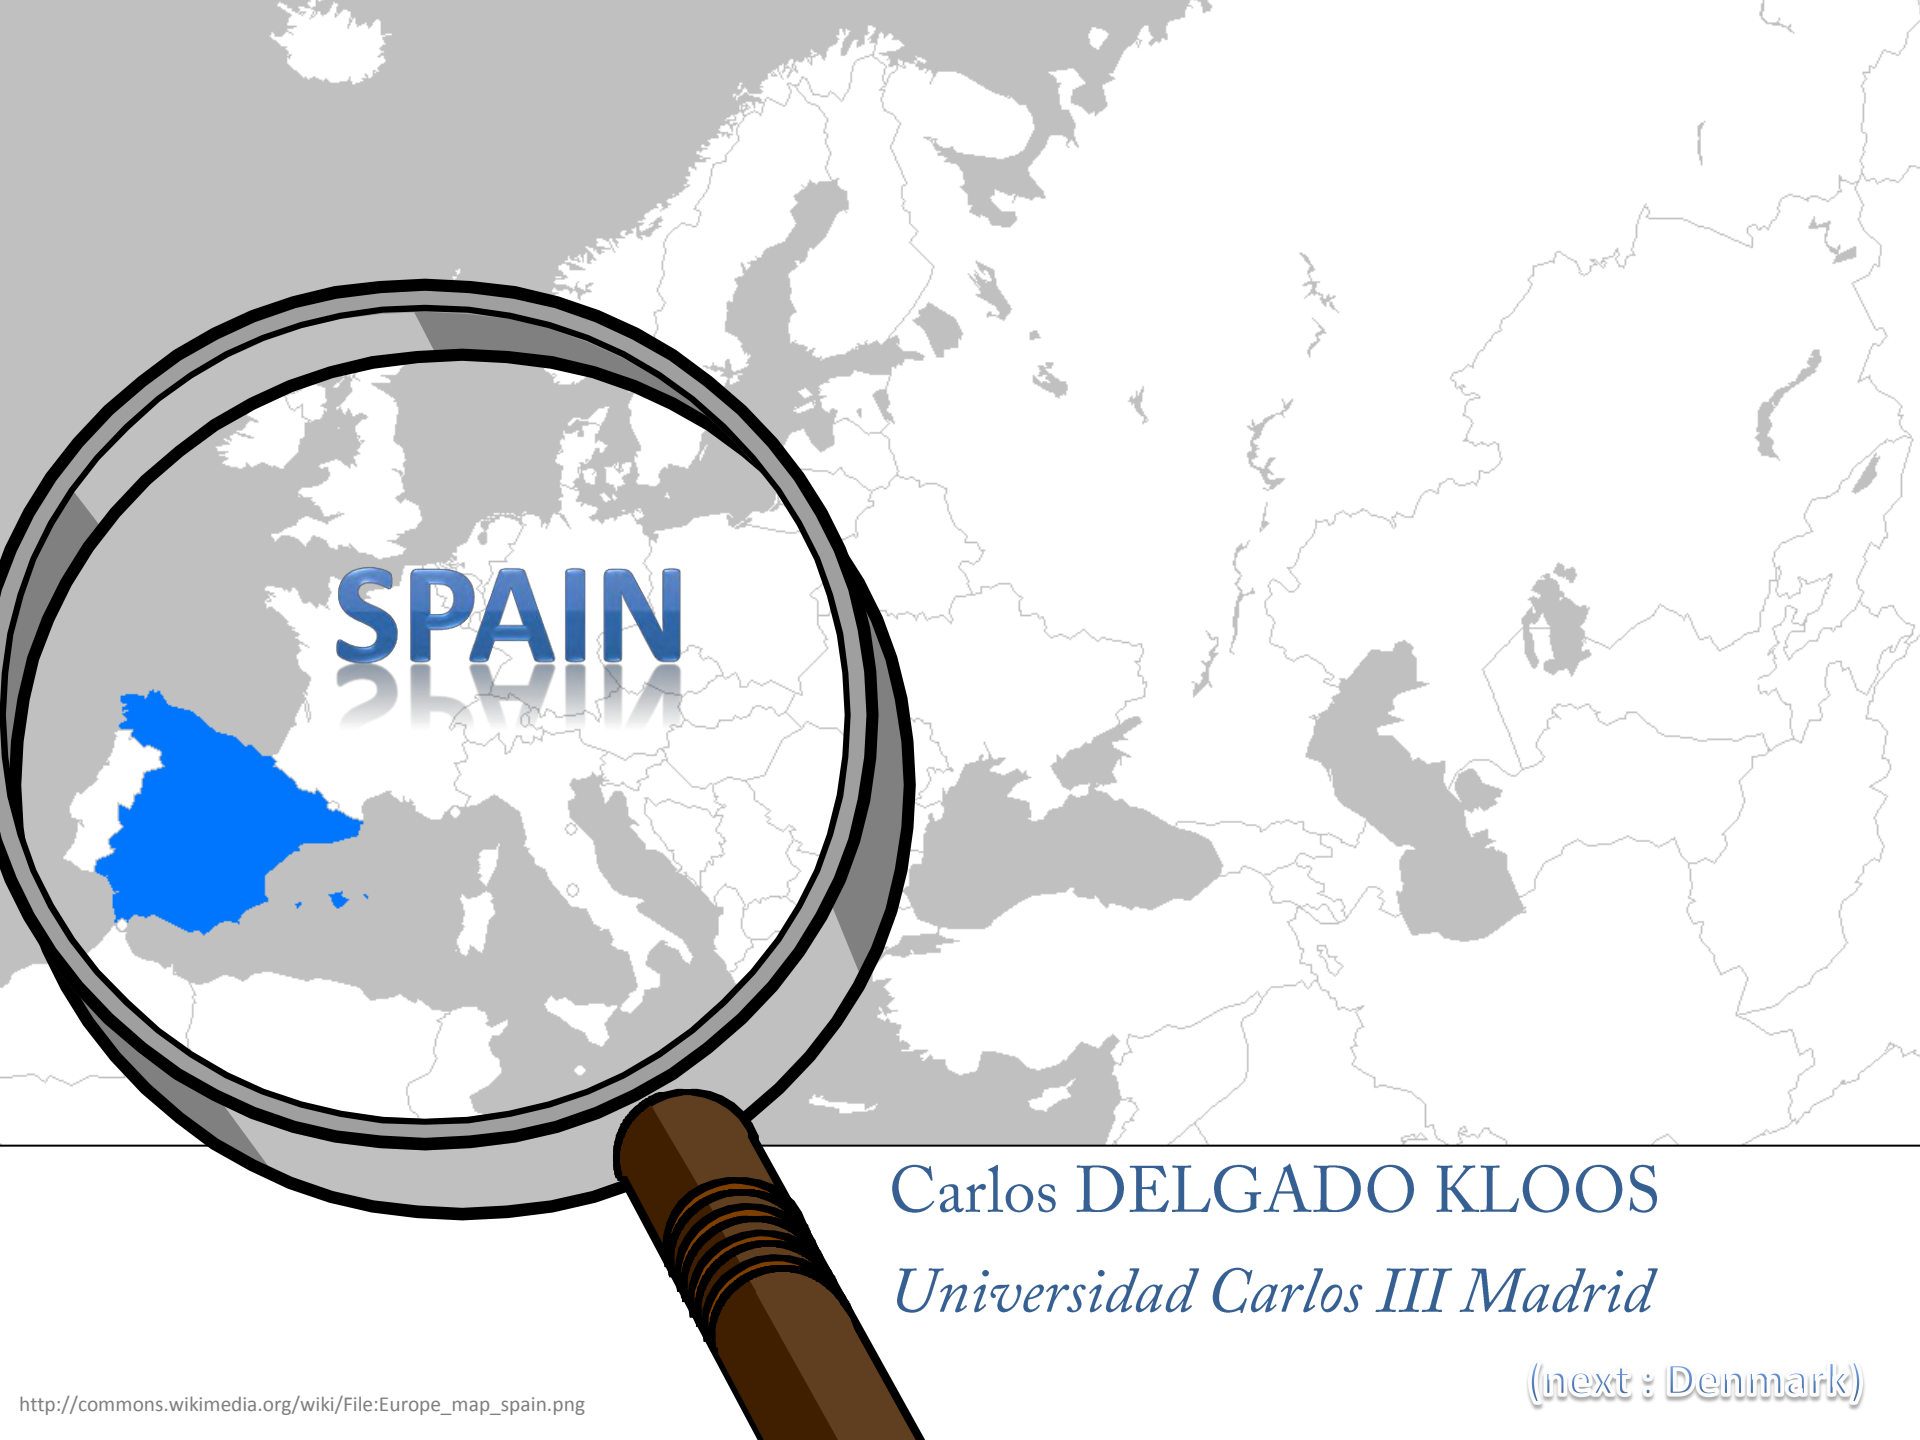 SPAIN
Carlos DELGADO KLOOS
Universidad Carlos III Madrid
(next : Denmark)
http://commons.wikimedia.org/wiki/File:Europe_map_spain.png